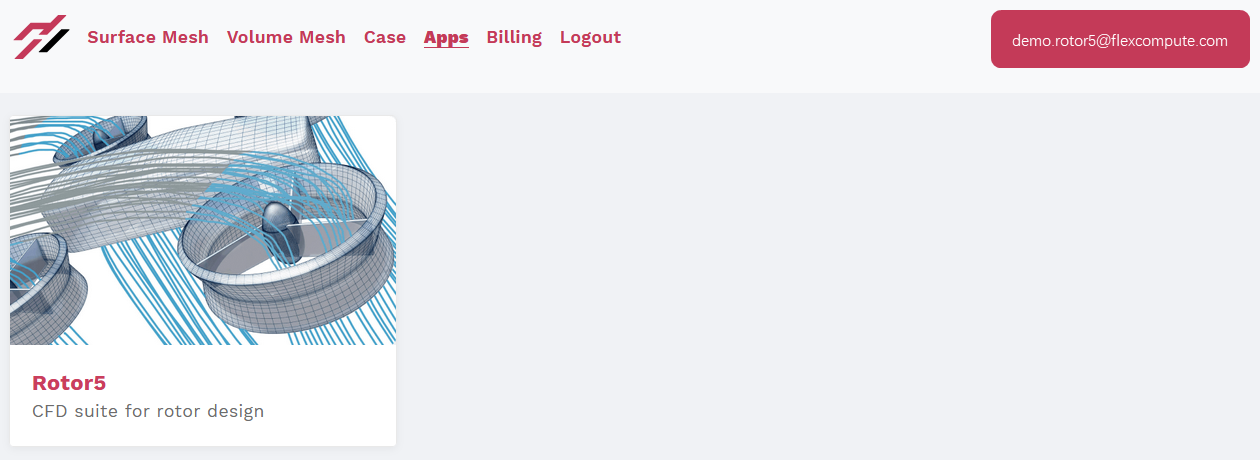 Surface Mesh Volume Mesh Case Apps Billing Logout
demo.rotor5@flexcompute.com
Rotor5
CFD suite for rotor design